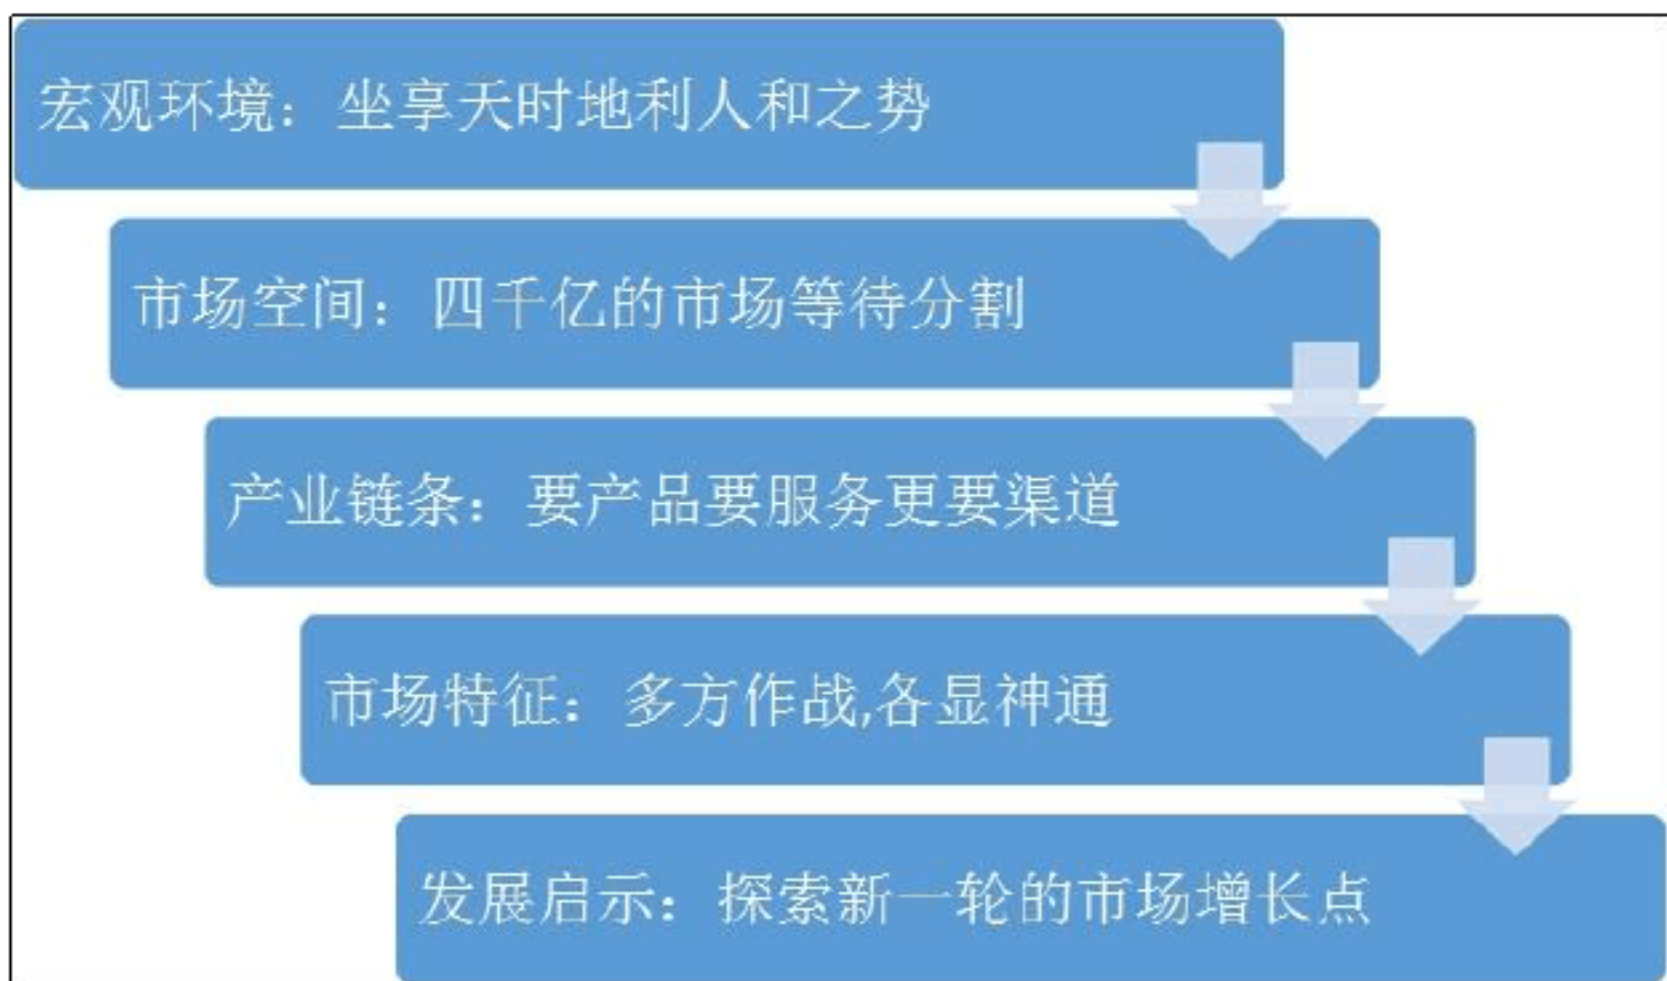 宏观环境：坐享天时地利人和之势
市场空间：四千亿的市场等待分割
产业链条：要产品要服务更要渠道
市场特征：多方作战,各显神通
发展启示：探索新一轮的市场增长点